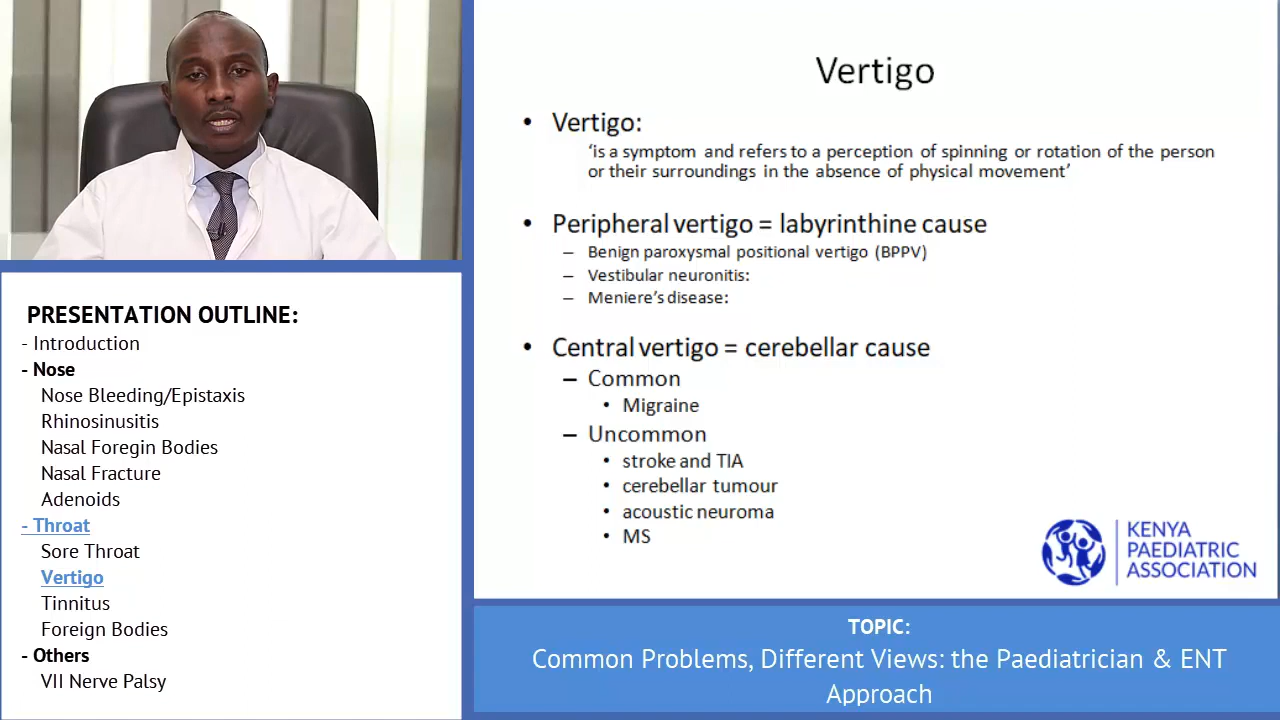 PRESENTATION OUTLINE:
- Introduction
- Nose
Nose Bleeding/Epistaxis
Rhinosinusitis
Nasal Foregin Bodies
Nasal Fracture
Adenoids
- Throat
Sore Throat
Vertigo
Tinnitus
Foreign Bodies
- Others
VII Nerve Palsy
Vertigo
• Vertigo:
‘is a symptom and refers to a perception of spinning or rotation of the person
or their surroundings in the absence of physical movement’
• Peripheral vertigo = labyrinthine cause
– Benign paroxysmal positional vertigo (BPPV)
– Vestibular neuronitis:
– Meniere’s disease:
• Central vertigo = cerebellar cause
– Common
• Migraine
– Uncommon
• stroke and TIA
• cerebellar tumour
• acoustic neuroma
• MS
KENYA
PAEDIATRIC
ASSOCIATION
TOPIC:
Common Problems, Different Views: the Paediatrician & ENT
Approach